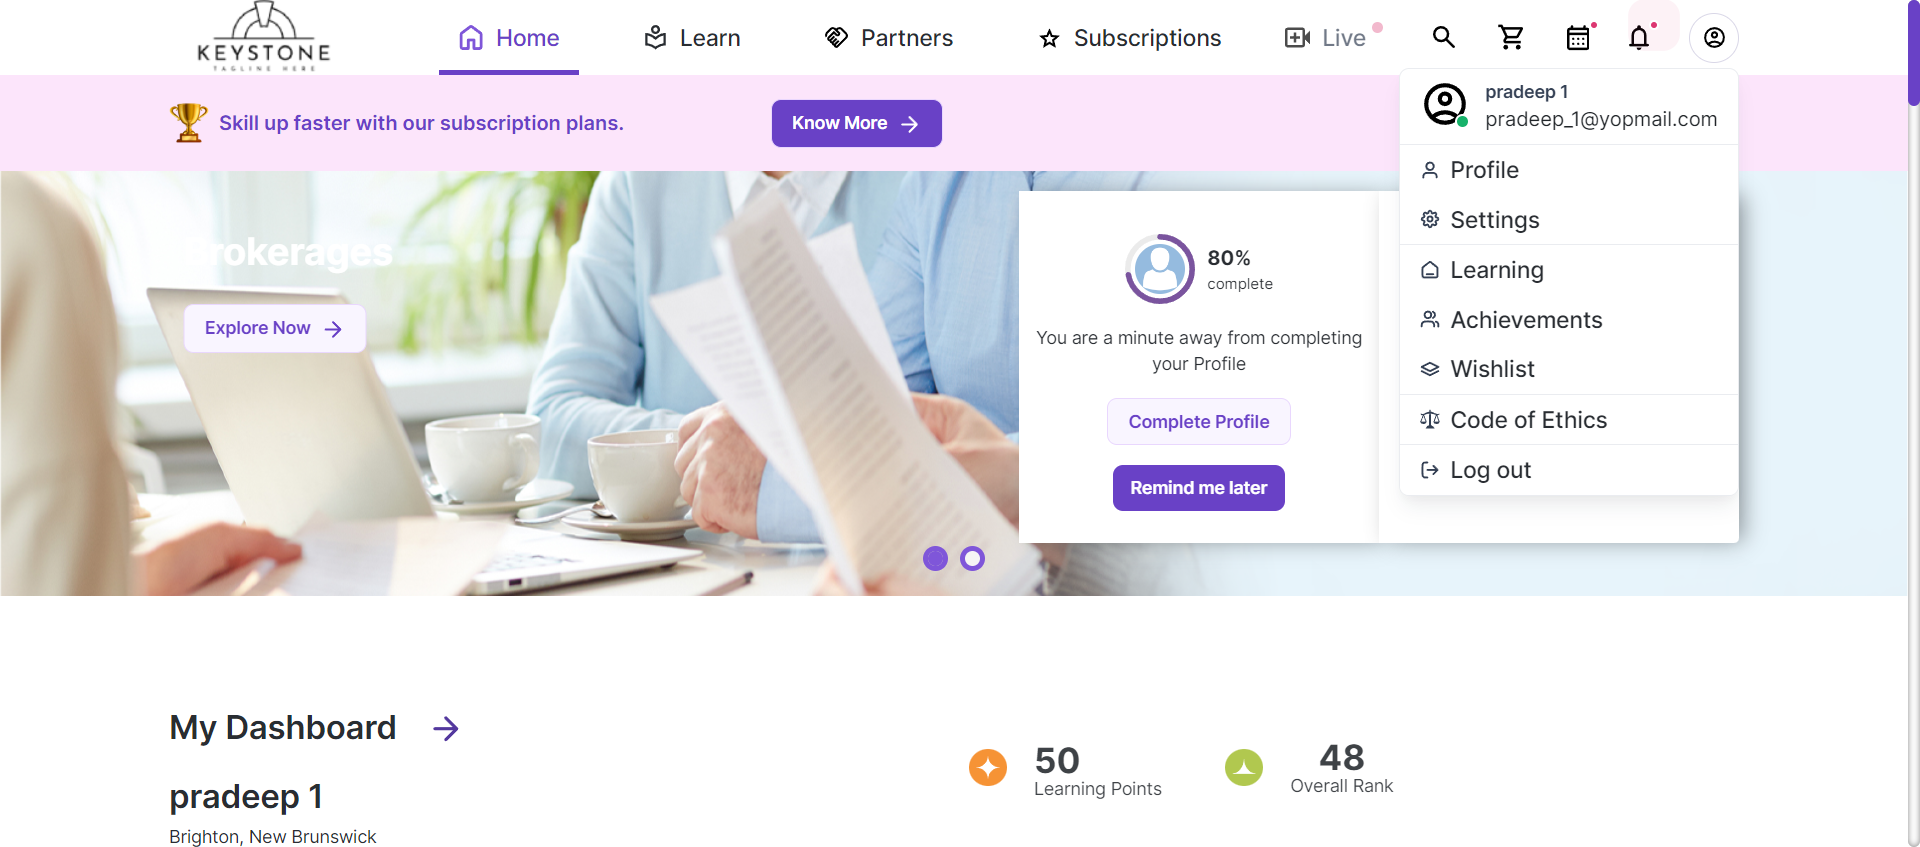 KEYSTONE
TAGLINE HERE
Home
Learn
Partners
Subscriptions
Live
Skill up faster with our subscription plans.
Know More
pradeep 1
pradeep_1@yopmail.com
Profile
Settings
Learning
Achievements
Wishlist
Code of Ethics
Log out
Brokerages
Explore Now
80%
complete
You are a minute away from completing
your Profile
Complete Profile
Remind me later
My Dashboard
pradeep 1
Brighton, New Brunswick
50
Learning Points
48
Overall Rank